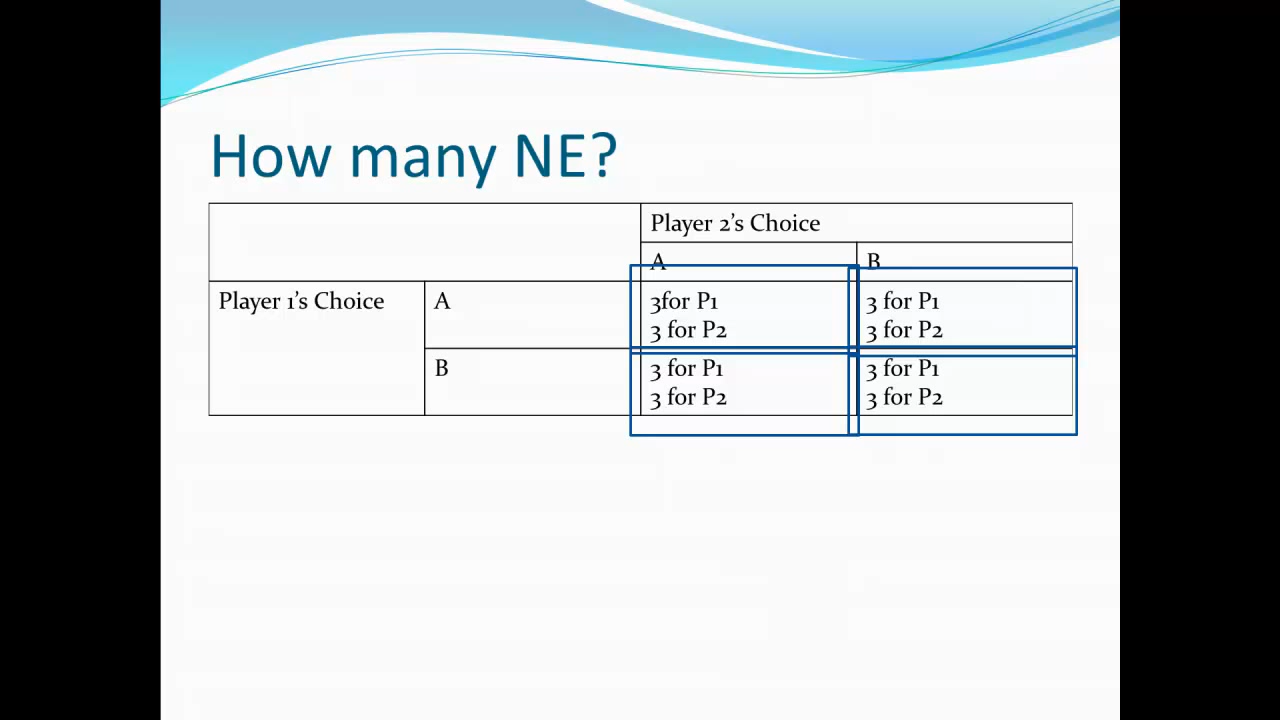 How many NE?
Player 2's Choice
A
B
Player 1's Choice
A
3for P1
3 for P2
3 for P1
3 for P2
B
3 for P1
3 for P2
3 for P1
3 for P2